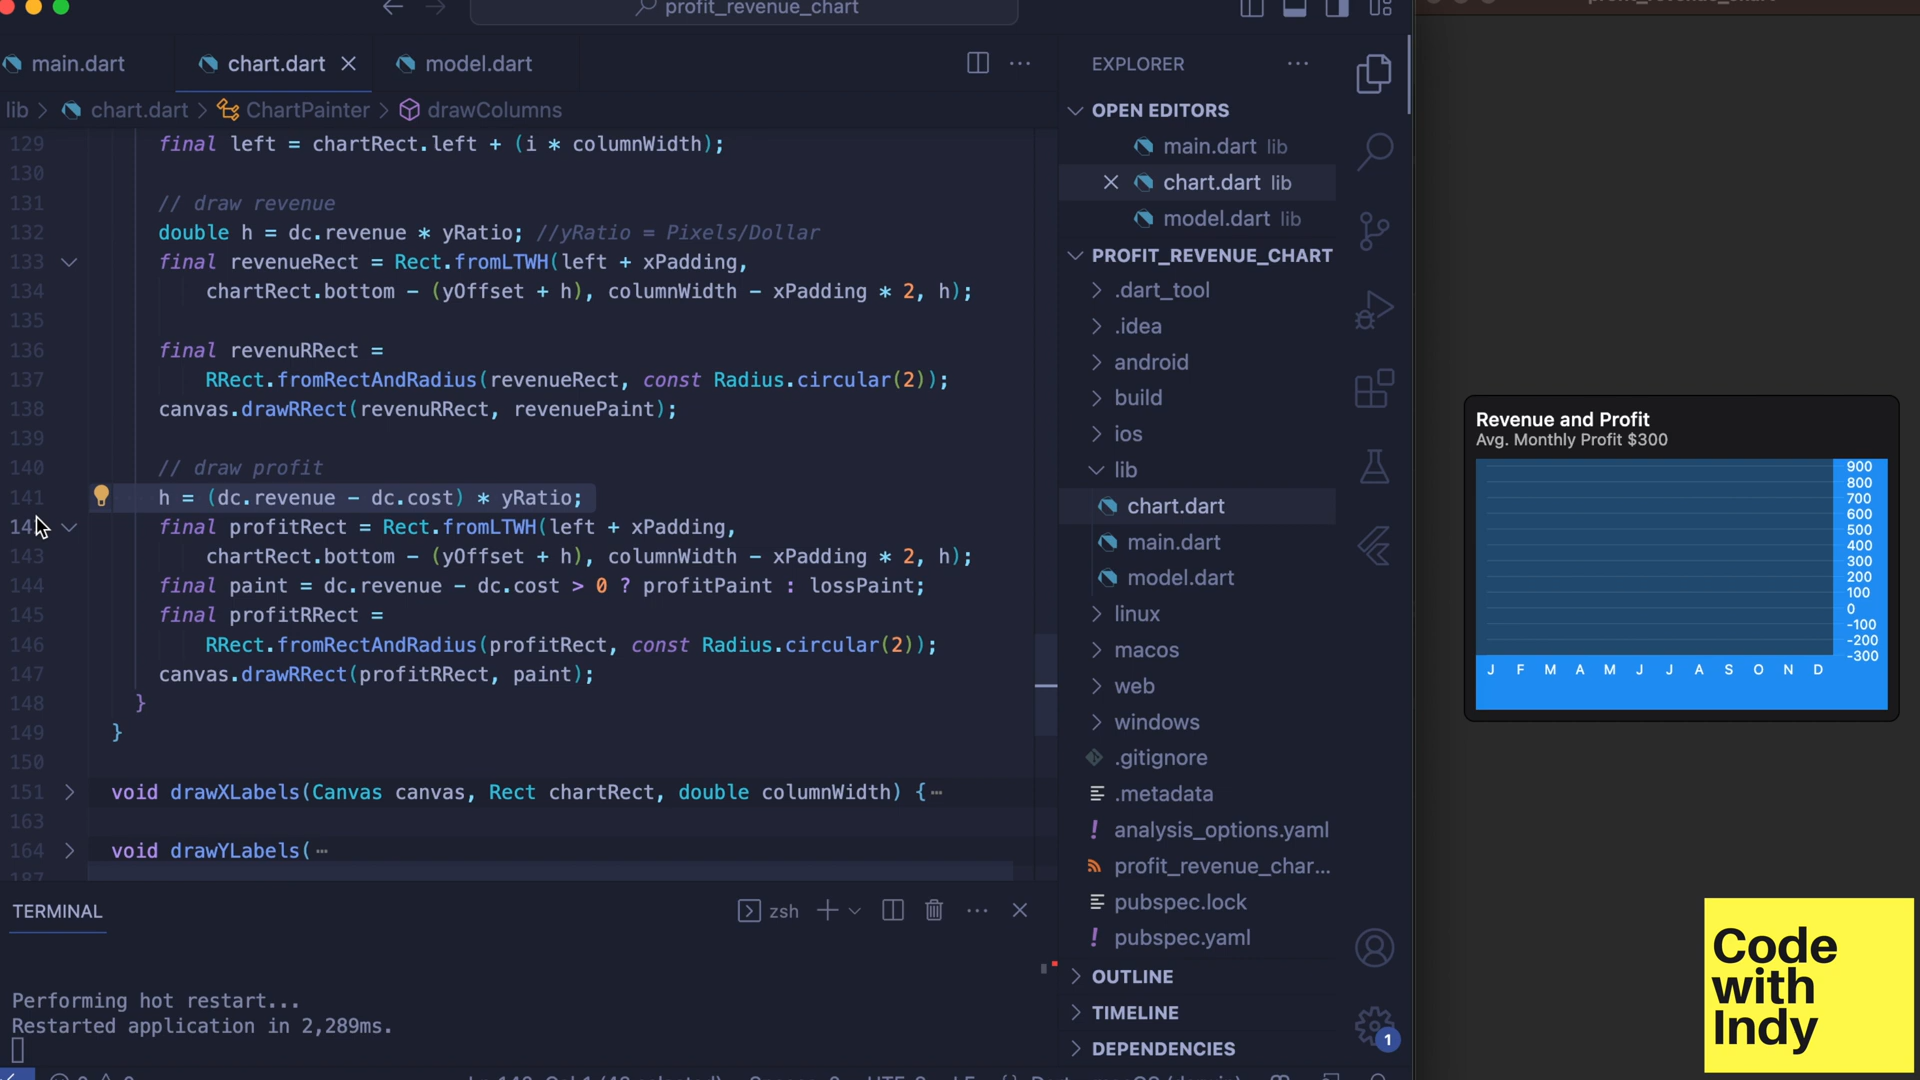 profit_revenue_chart
main.dart
chart.dart
model.dart
EXPLORER
lib > chart.dart > ChartPainter > drawColumns
129 final left = chartRect.left + (i * columnWidth);
130
131 // draw revenue
132 double h = dc.revenue * yRatio; //yRatio = Pixels/Dollar
133 final revenueRect = Rect.fromLTWH(left + xPadding,
134 chartRect.bottom - (yOffset + h), columnWidth - xPadding * 2, h);
135
136 final revenuRRect =
137 RRect.fromRectAndRadius(revenueRect, const Radius.circular(2));
138 canvas.drawRRect(revenuRRect, revenuePaint);
139
140 // draw profit
141 h = (dc.revenue - dc.cost) * yRatio;
final profitRect = Rect.fromLTWH(left + xPadding,
143 chartRect.bottom - (yOffset + h), columnWidth - xPadding * 2, h);
144 final paint = dc.revenue - dc.cost > 0 ? profitPaint : lossPaint;
145 final profitRRect =
146 RRect.fromRectAndRadius(profitRect, const Radius.circular(2));
147 canvas.drawRRect(profitRRect, paint);
148 }
149 }
150
151 void drawXLabels(Canvas canvas, Rect chartRect, double columnWidth) {…
163
164 void drawYLabels( …
187
TERMINAL
zsh
Performing hot restart...
Restarted application in 2,289ms.
OPEN EDITORS
main.dart lib
chart.dart lib
model.dart lib
PROFIT_REVENUE_CHART
.dart_tool
.idea
android
build
ios
lib
chart.dart
main.dart
model.dart
linux
macos
web
windows
.gitignore
.metadata
analysis_options.yaml
profit_revenue_char...
pubspec.lock
pubspec.yaml
OUTLINE
TIMELINE
DEPENDENCIES
1
Revenue and Profit
Avg. Monthly Profit $300
900
800
700
600
500
400
300
200
100
0
-100
-200
-300
J F M A M J J A S O N D
Code
with
Indy